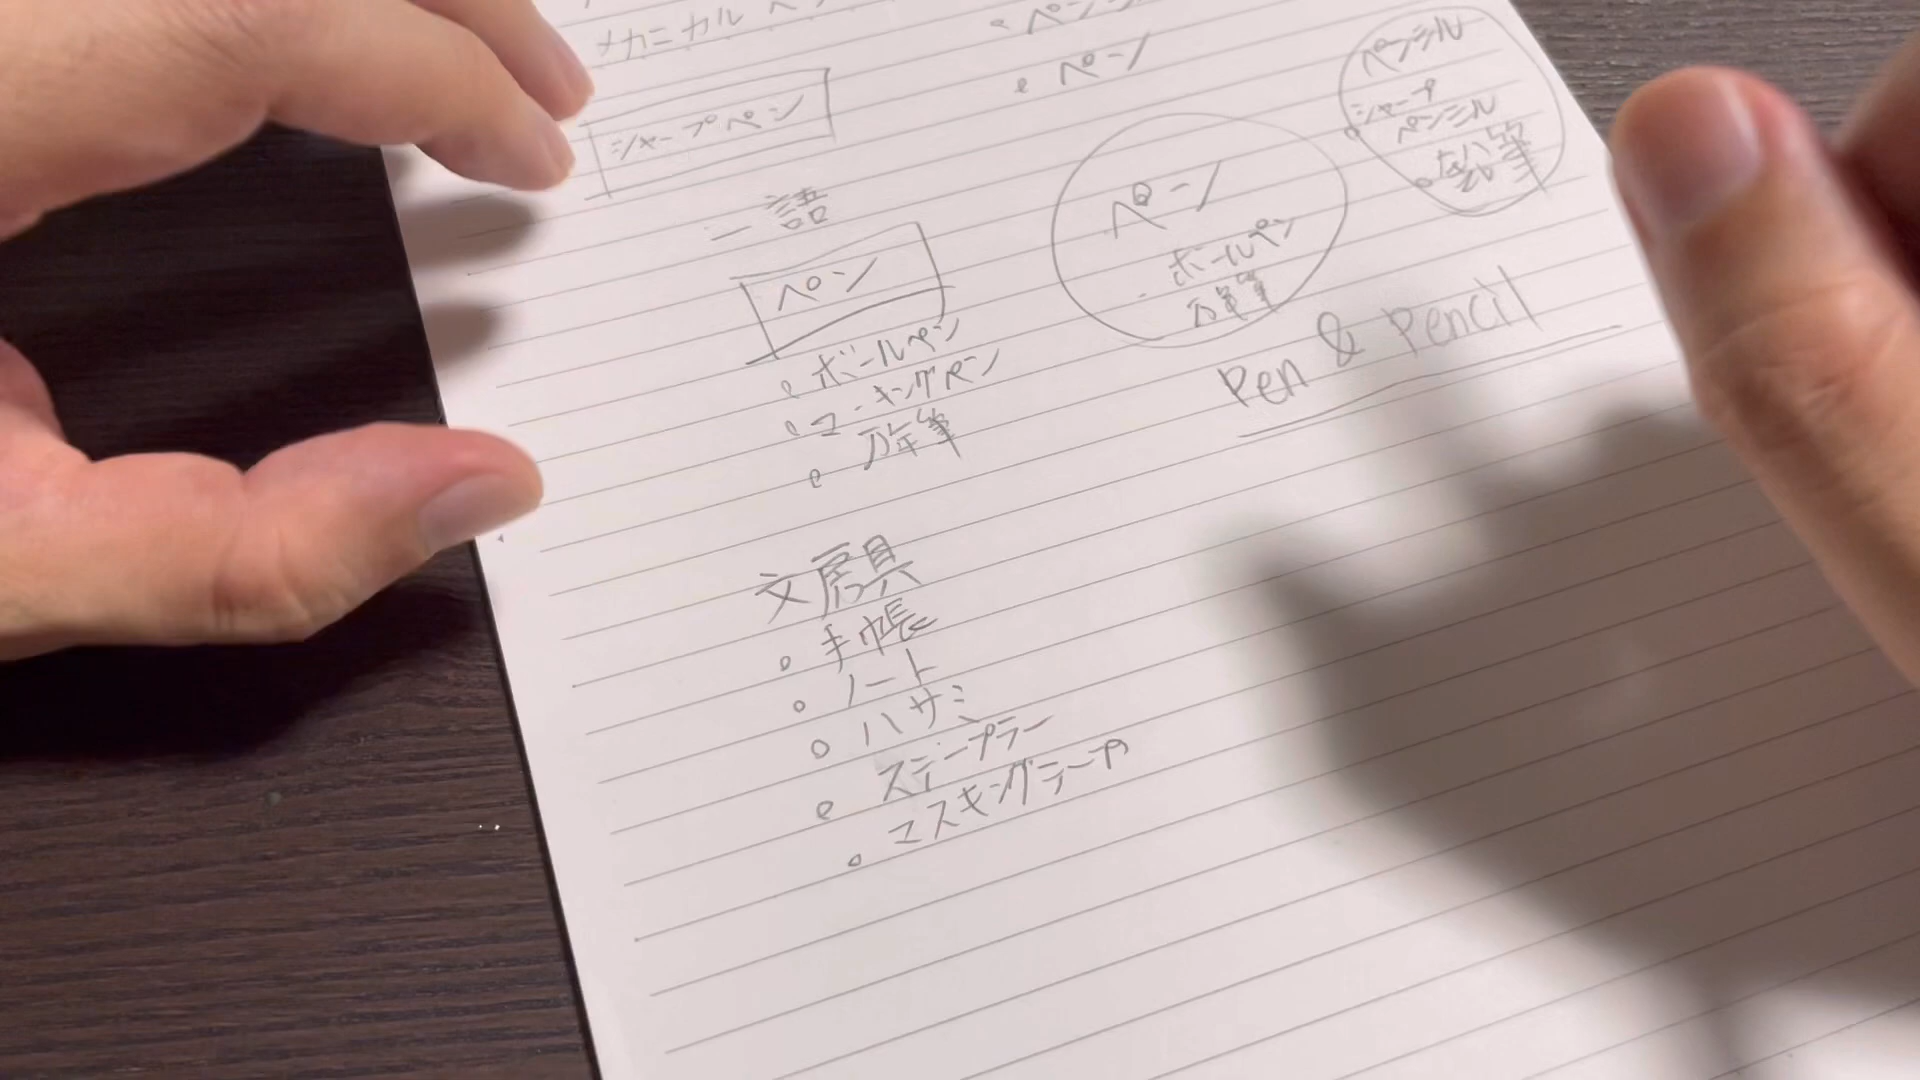 メカニカル
ペン
シャープペン
一語
ペン
ボールペン
マーキングペン
万年筆
ペン
ボールペン
万年筆
ペンシル
シャープ
ペンシル
鉛筆
Pen & Pencil
文房具
手帳
ノート
ハサミ
ステープラー
マスキングテープ